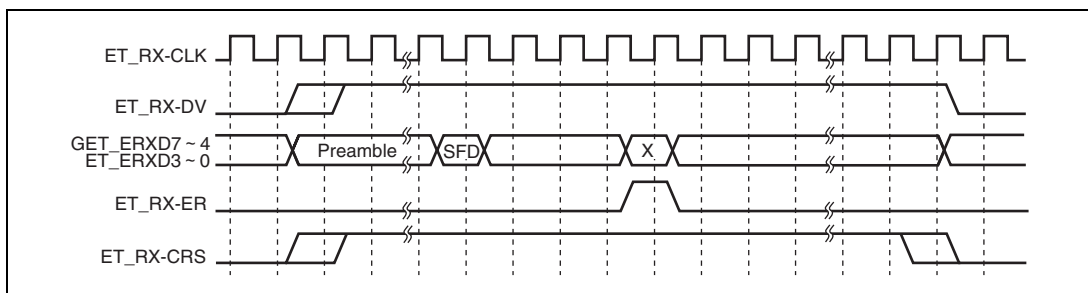 ET_RX-CLK
ET_RX-DV
GET_ERXD7 ~ 4
ET_ERXD3 ~ 0
Preamble
SFD
X
ET_RX-ER
ET_RX-CRS